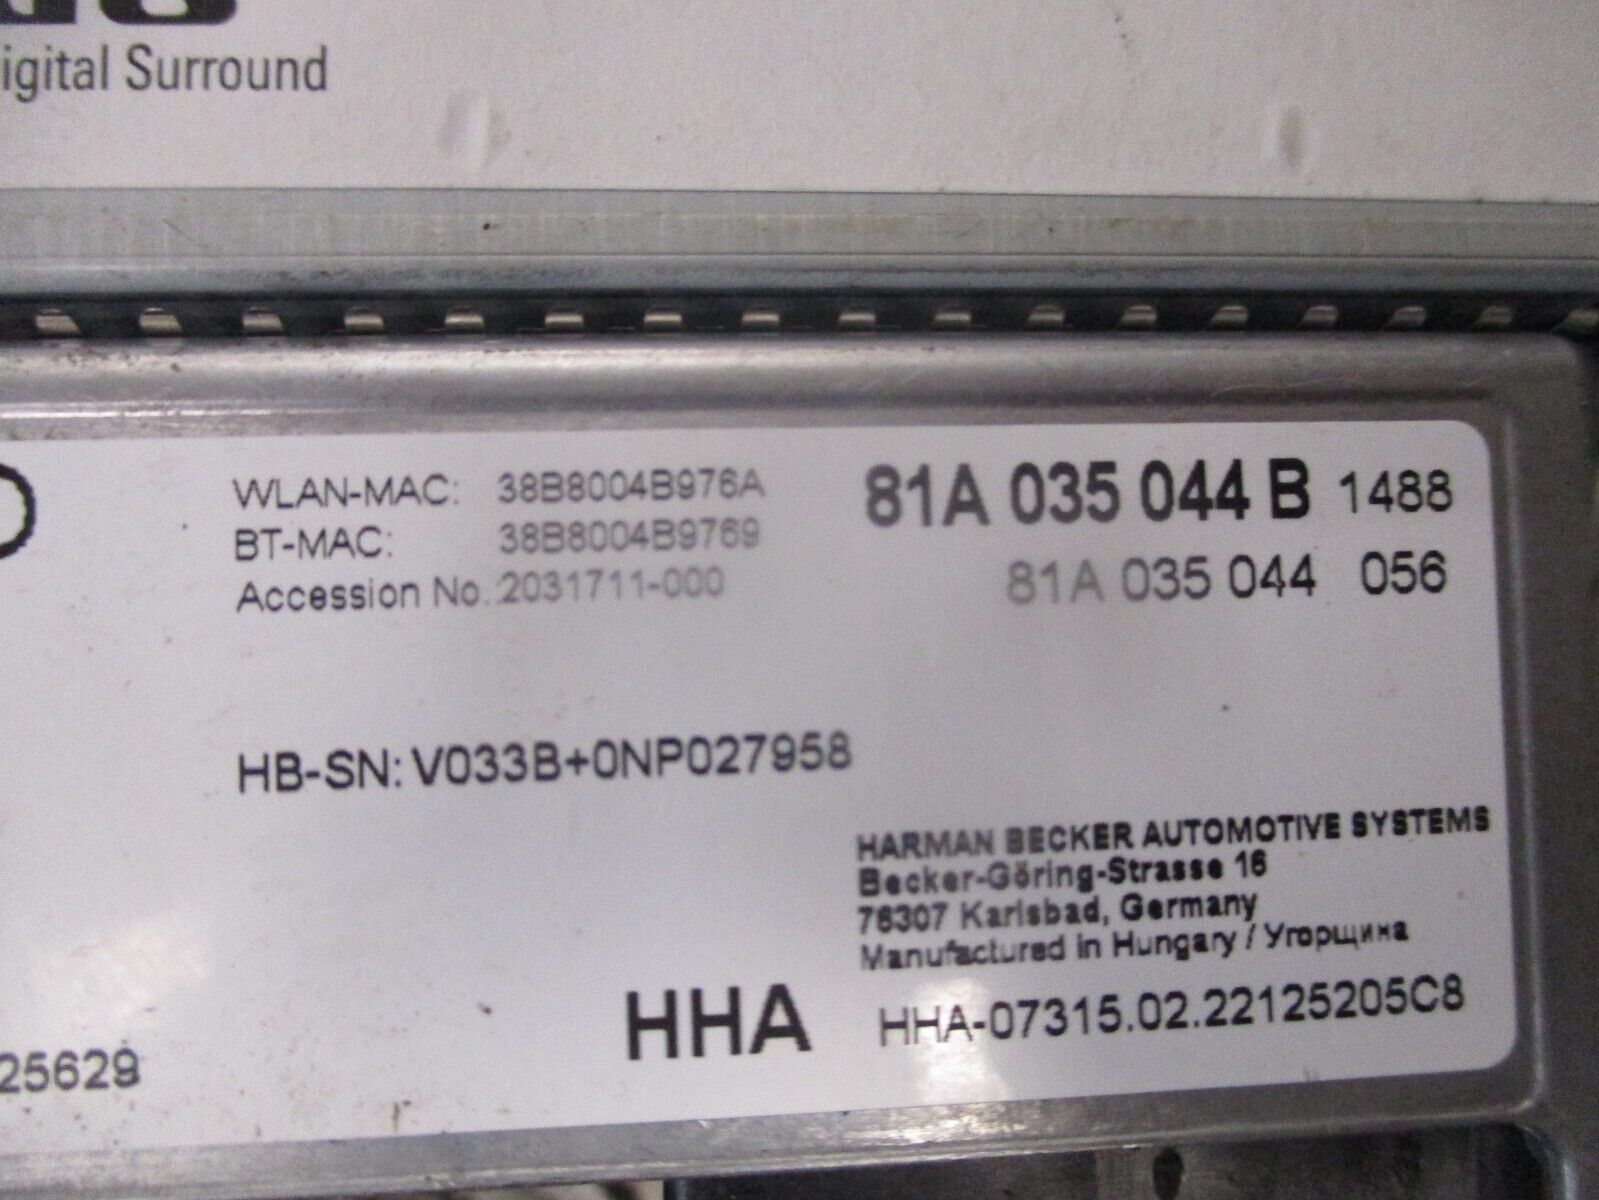 igital Surround
WLAN-MAC: 38B8004B976A
BT-MAC: 38B8004B9769
Accession No.:2031711-000
81A 035 044 B 1488
81A 035 044 056
HB-SN: V033B+0NP027958
HARMAN BECKER AUTOMOTIVE SYSTEMS
Becker-Göring-Strasse 16
76307 Karlsbad, Germany
Manufactured in Hungary / Угорщина
HHA
HHA-07315.02.22125205C8
25629